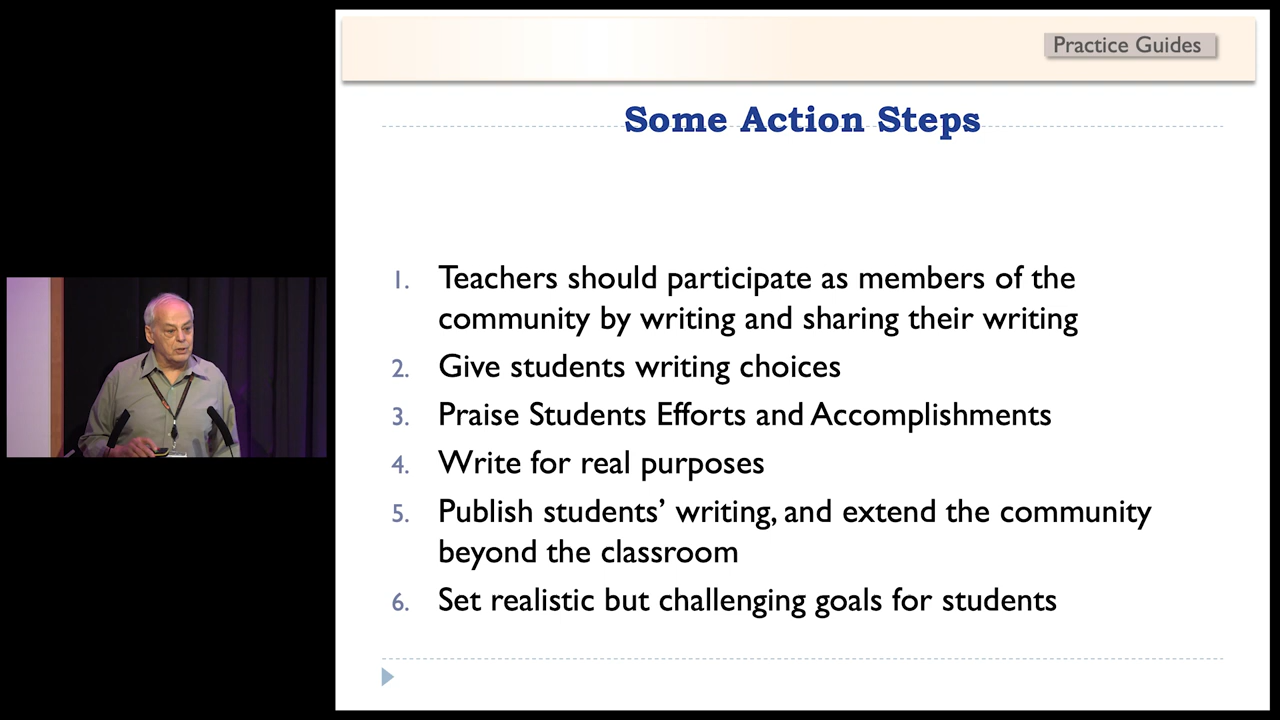 Practice Guides
Some Action Steps
1. Teachers should participate as members of the
community by writing and sharing their writing
2. Give students writing choices
3. Praise Students Efforts and Accomplishments
4. Write for real purposes
5. Publish students’ writing, and extend the community
beyond the classroom
6. Set realistic but challenging goals for students